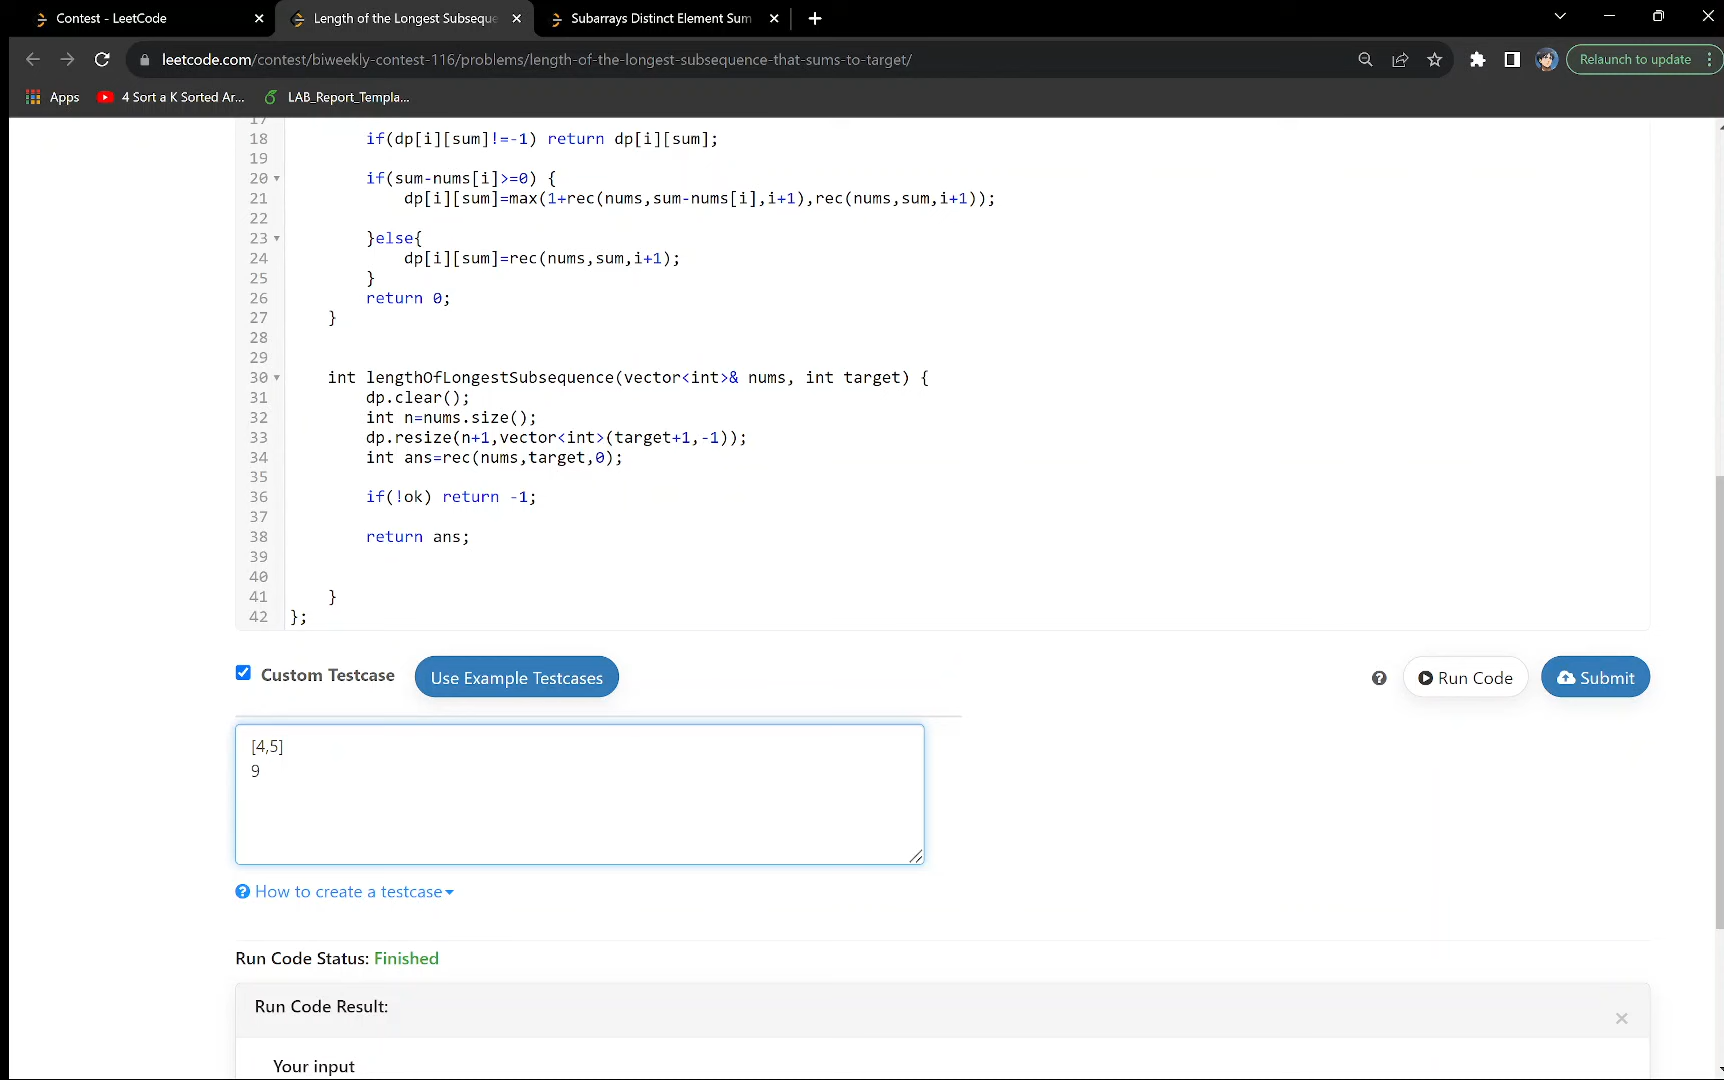 Contest - LeetCode
Length of the Longest Subseque
Subarrays Distinct Element Sum
leetcode.com/contest/biweekly-contest-116/problems/length-of-the-longest-subsequence-that-sums-to-target/
Relaunch to update
Apps
4 Sort a K Sorted Ar...
LAB_Report_Templa...
17
18 if(dp[i][sum]!=-1) return dp[i][sum];
19
20 if(sum-nums[i]>=0) {
21 dp[i][sum]=max(1+rec(nums,sum-nums[i],i+1),rec(nums,sum,i+1));
22
23 }else{
24 dp[i][sum]=rec(nums,sum,i+1);
25 }
26 return 0;
27 }
28
29
30 int lengthOfLongestSubsequence(vector<int>& nums, int target) {
31 dp.clear();
32 int n=nums.size();
33 dp.resize(n+1,vector<int>(target+1,-1));
34 int ans=rec(nums,target,0);
35
36 if(!ok) return -1;
37
38 return ans;
39
40
41 }
42 };
Custom Testcase
Use Example Testcases
Run Code
Submit
[4,5]
9
How to create a testcase
Run Code Status: Finished
Run Code Result:
Your input